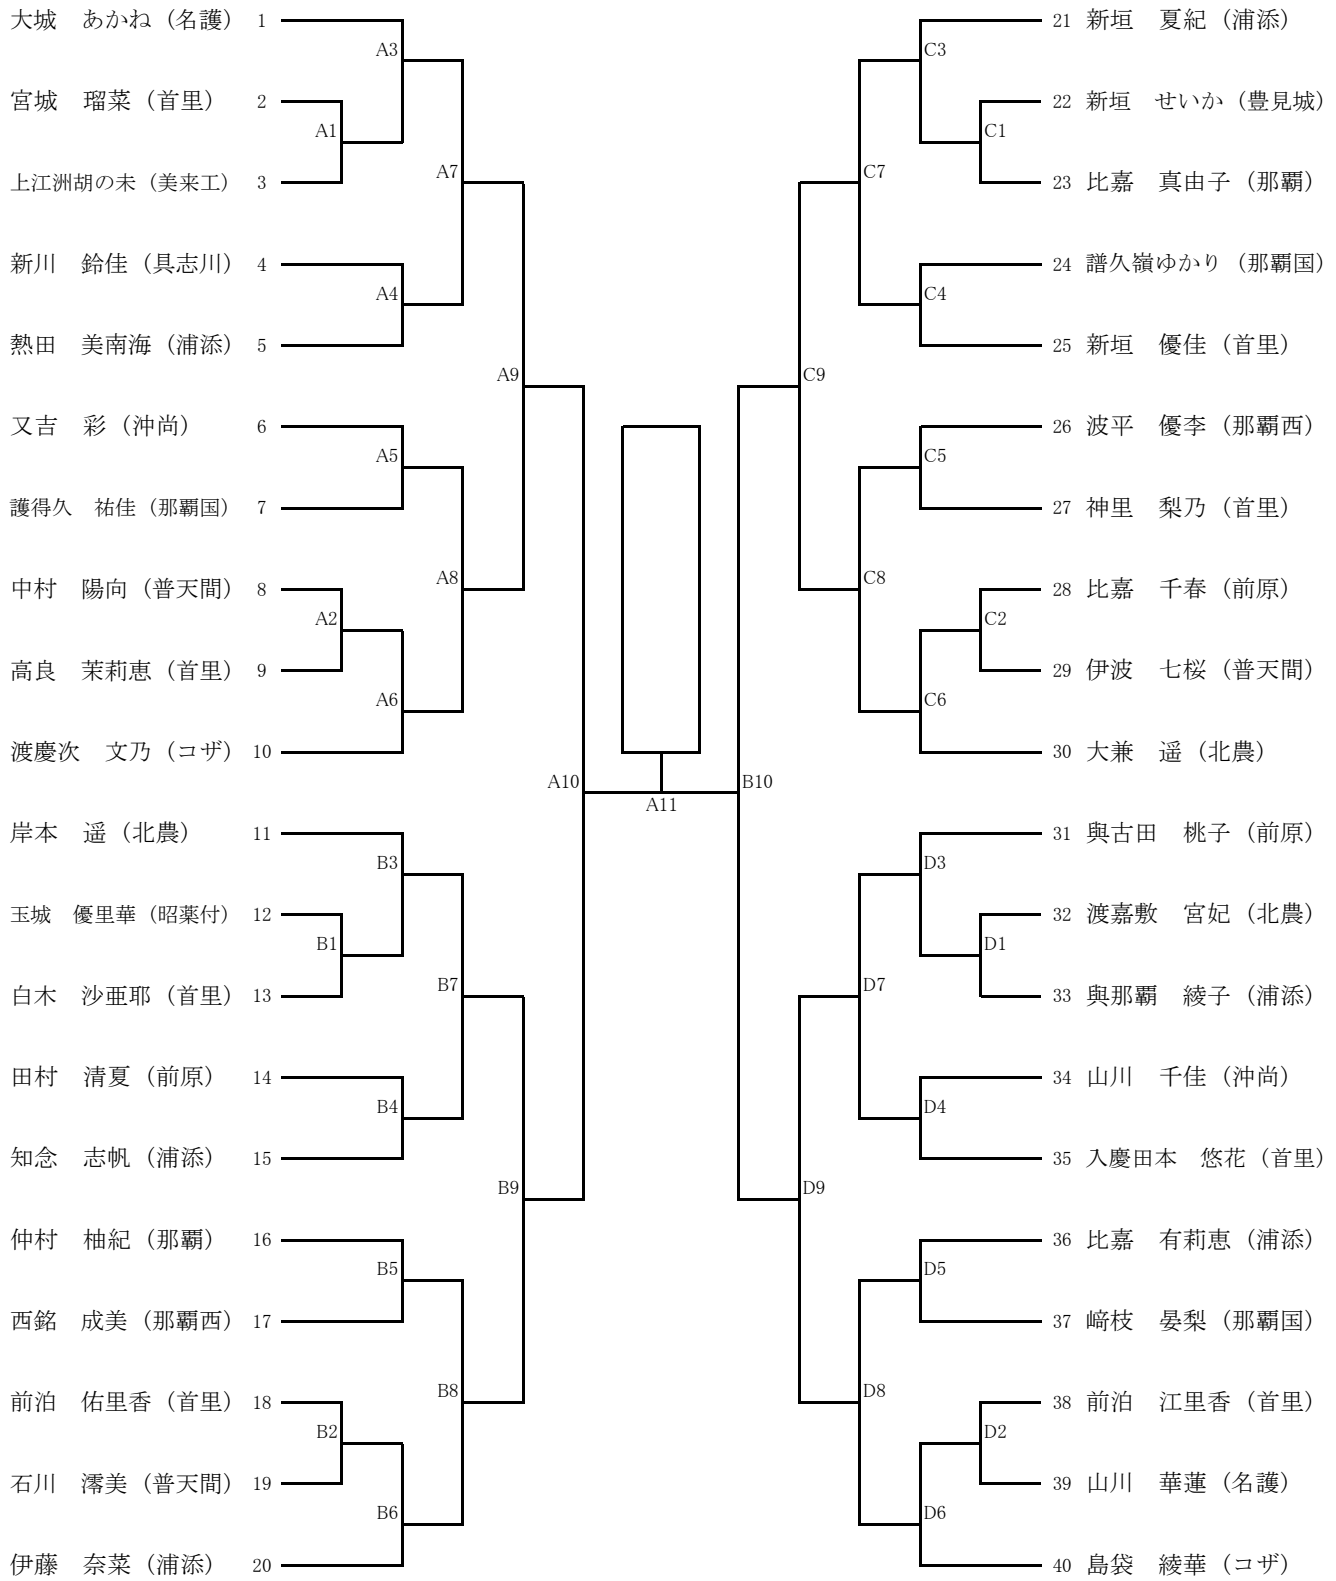 大城　あかね（名護） 1
宮城　瑠菜（首里） 2
上江洲胡の未（美来工） 3
新川　鈴佳（具志川） 4
熱田　美南海（浦添） 5
又吉　彩（沖尚） 6
護得久　祐佳（那覇国） 7
中村　陽向（普天間） 8
高良　茉莉恵（首里） 9
渡慶次　文乃（コザ） 10
岸本　遥（北農） 11
玉城　優里華（昭薬付） 12
白木　沙亜耶（首里） 13
田村　清夏（前原） 14
知念　志帆（浦添） 15
仲村　柚紀（那覇） 16
西銘　成美（那覇西） 17
前泊　佑里香（首里） 18
石川　澪美（普天間） 19
伊藤　奈菜（浦添） 20
A3
A1
A7
A4
A9
A5
A8
A2
A6
A10
B3
B1
B7
B4
B9
B5
B8
B2
B6
A11
B10
C3
C1
C7
C4
C9
C5
C8
C2
C6
D3
D1
D7
D4
D9
D5
D8
D2
D6
21 新垣　夏紀（浦添）
22 新垣　せいか（豊見城）
23 比嘉　真由子（那覇）
24 譜久嶺ゆかり（那覇国）
25 新垣　優佳（首里）
26 波平　優李（那覇西）
27 神里　梨乃（首里）
28 比嘉　千春（前原）
29 伊波　七桜（普天間）
30 大兼　遥（北農）
31 與古田　桃子（前原）
32 渡嘉敷　宮妃（北農）
33 與那覇　綾子（浦添）
34 山川　千佳（沖尚）
35 入慶田本　悠花（首里）
36 比嘉　有莉恵（浦添）
37 﨑枝　晏梨（那覇国）
38 前泊　江里香（首里）
39 山川　華蓮（名護）
40 島袋　綾華（コザ）